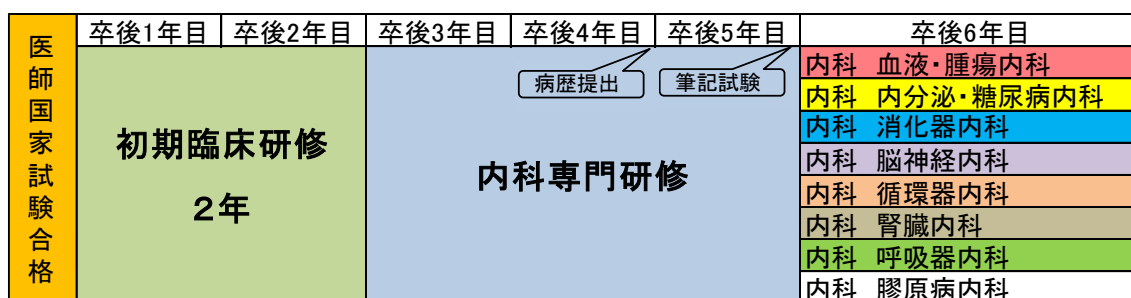 医師国家試験合格
卒後1年目 卒後2年目 卒後3年目 卒後4年目 卒後5年目 卒後6年目
病歴提出 筆記試験
初期臨床研修
2年
内科専門研修
内科 血液・腫瘍内科
内科 内分泌・糖尿病内科
内科 消化器内科
内科 脳神経内科
内科 循環器内科
内科 腎臓内科
内科 呼吸器内科
内科 膠原病内科